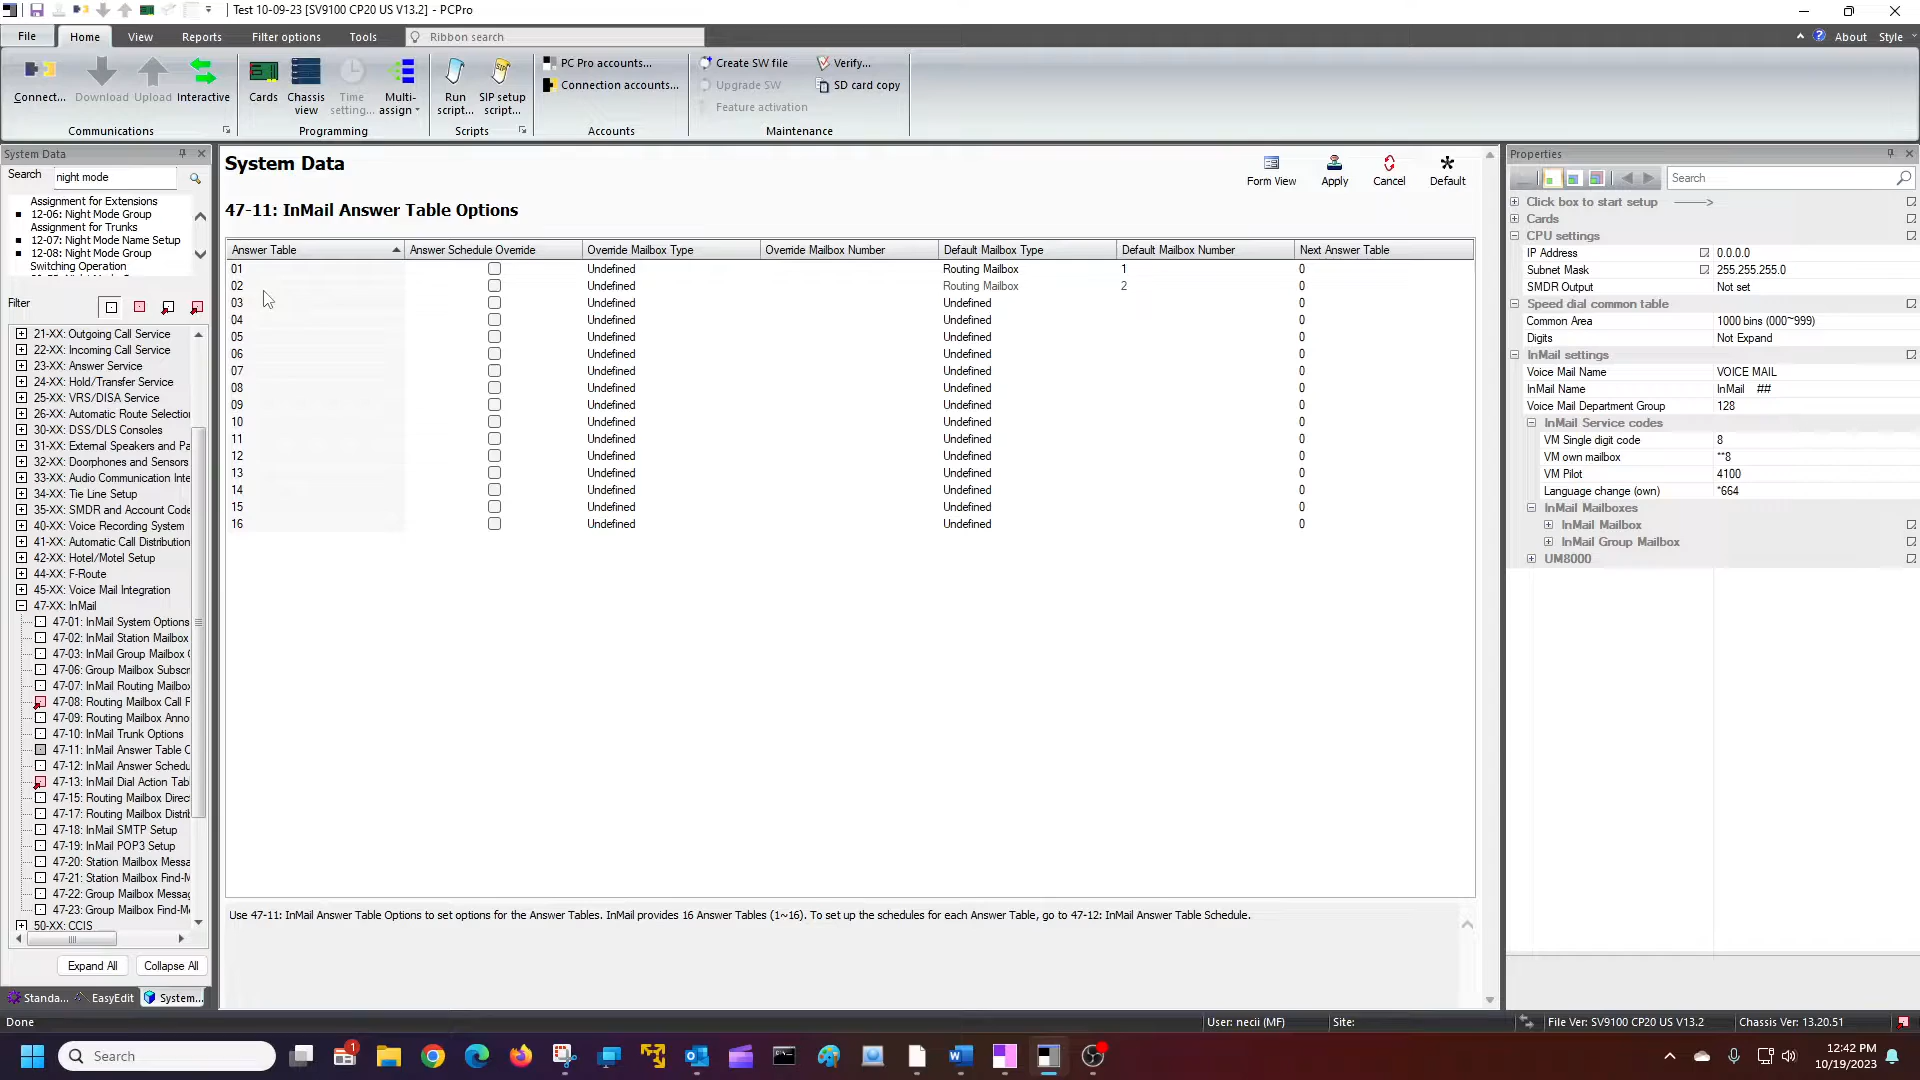 Test 10-09-23 [SV9100 CP20 US V13.2] - PCPro
File Home View Reports Filter options Tools Ribbon search About Style
PC Pro accounts... Create SW file Verify...
Connection accounts... Upgrade SW SD card copy
Connect... Download Upload Interactive Cards Chassis view Time setting... Multi-assign Run script... SIP setup script... Feature activation
Communications Programming Scripts Accounts Maintenance
System Data
Search night mode
Assignment for Extensions
12-06: Night Mode Group
Assignment for Trunks
12-07: Night Mode Name Setup
12-08: Night Mode Group
Switching Operation
Filter
21-XX: Outgoing Call Service
22-XX: Incoming Call Service
23-XX: Answer Service
24-XX: Hold/Transfer Service
25-XX: VRS/DISA Service
26-XX: Automatic Route Selection
30-XX: DSS/DLS Consoles
31-XX: External Speakers and Pa
32-XX: Doorphones and Sensors
33-XX: Audio Communication Inte
34-XX: Tie Line Setup
35-XX: SMDR and Account Code
40-XX: Voice Recording System
41-XX: Automatic Call Distribution
42-XX: Hotel/Motel Setup
44-XX: F-Route
45-XX: Voice Mail Integration
47-XX: InMail
47-01: InMail System Options
47-02: InMail Station Mailbox
47-03: InMail Group Mailbox
47-06: Group Mailbox Subscr
47-07: InMail Routing Mailbox
47-08: Routing Mailbox Call F
47-09: Routing Mailbox Anno
47-10: InMail Trunk Options
47-11: InMail Answer Table
47-12: InMail Answer Schedu
47-13: InMail Dial Action Tab
47-15: Routing Mailbox Direc
47-17: Routing Mailbox Distrib
47-18: InMail SMTP Setup
47-19: InMail POP3 Setup
47-20: Station Mailbox Messa
47-21: Station Mailbox Find-M
47-22: Group Mailbox Messag
47-23: Group Mailbox Find-M
50-XX: CCIS
Expand All Collapse All
Standa... EasyEdit System...
System Data
Form View Apply Cancel Default
47-11: InMail Answer Table Options
Answer Table Answer Schedule Override Override Mailbox Type Override Mailbox Number Default Mailbox Type Default Mailbox Number Next Answer Table
01 Undefined Routing Mailbox 1 0
02 Undefined Routing Mailbox 2 0
03 Undefined Undefined 0
04 Undefined Undefined 0
05 Undefined Undefined 0
06 Undefined Undefined 0
07 Undefined Undefined 0
08 Undefined Undefined 0
09 Undefined Undefined 0
10 Undefined Undefined 0
11 Undefined Undefined 0
12 Undefined Undefined 0
13 Undefined Undefined 0
14 Undefined Undefined 0
15 Undefined Undefined 0
16 Undefined Undefined 0
Use 47-11: InMail Answer Table Options to set options for the Answer Tables. InMail provides 16 Answer Tables (1~16). To set up the schedules for each Answer Table, go to 47-12: InMail Answer Table Schedule.
Properties
Search
Click box to start setup ----->
Cards
CPU settings
IP Address 0.0.0.0
Subnet Mask 255.255.255.0
SMDR Output Not set
Speed dial common table
Common Area 1000 bins (000~999)
Digits Not Expand
InMail settings
Voice Mail Name VOICE MAIL
InMail Name InMail ##
Voice Mail Department Group 128
InMail Service codes
VM Single digit code 8
VM own mailbox **8
VM Pilot 4100
Language change (own) *664
InMail Mailboxes
InMail Mailbox
InMail Group Mailbox
UM8000
Done User: necii (MF) Site: File Ver: SV9100 CP20 US V13.2 Chassis Ver: 13.20.51
Search 1 12:42 PM
10/19/2023